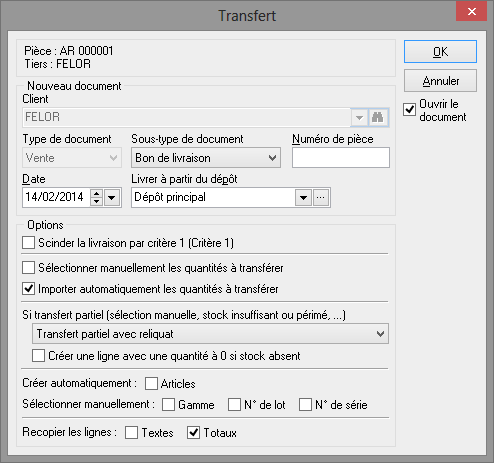 Transfert
Pièce : AR 000001
Tiers : FELOR
OK
Annuler
Ouvrir le
document
Nouveau document
Client
FELOR
Type de document
Sous-type de document
Numéro de pièce
Vente
Bon de livraison
Date
Livrer à partir du dépôt
14/02/2014
Dépôt principal
...
Options
Scinder la livraison par critère 1 (Critère 1)
Sélectionner manuellement les quantités à transférer
Importer automatiquement les quantités à transférer
Si transfert partiel (sélection manuelle, stock insuffisant ou périmé, ...)
Transfert partiel avec reliquat
Créer une ligne avec une quantité à 0 si stock absent
Créer automatiquement : Articles
Sélectionner manuellement : Gamme N° de lot N° de série
Recopier les lignes : Textes Totaux